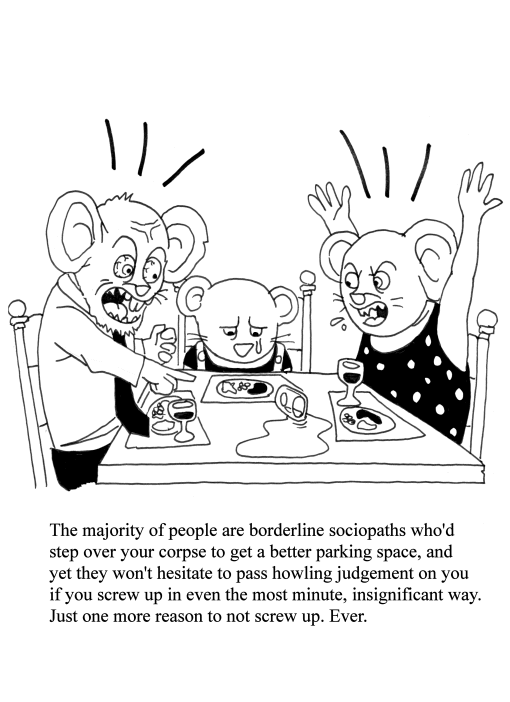 The majority of people are borderline sociopaths who'd
step over your corpse to get a better parking space, and
yet they won't hesitate to pass howling judgement on you
if you screw up in even the most minute, insignificant way.
Just one more reason to not screw up. Ever.